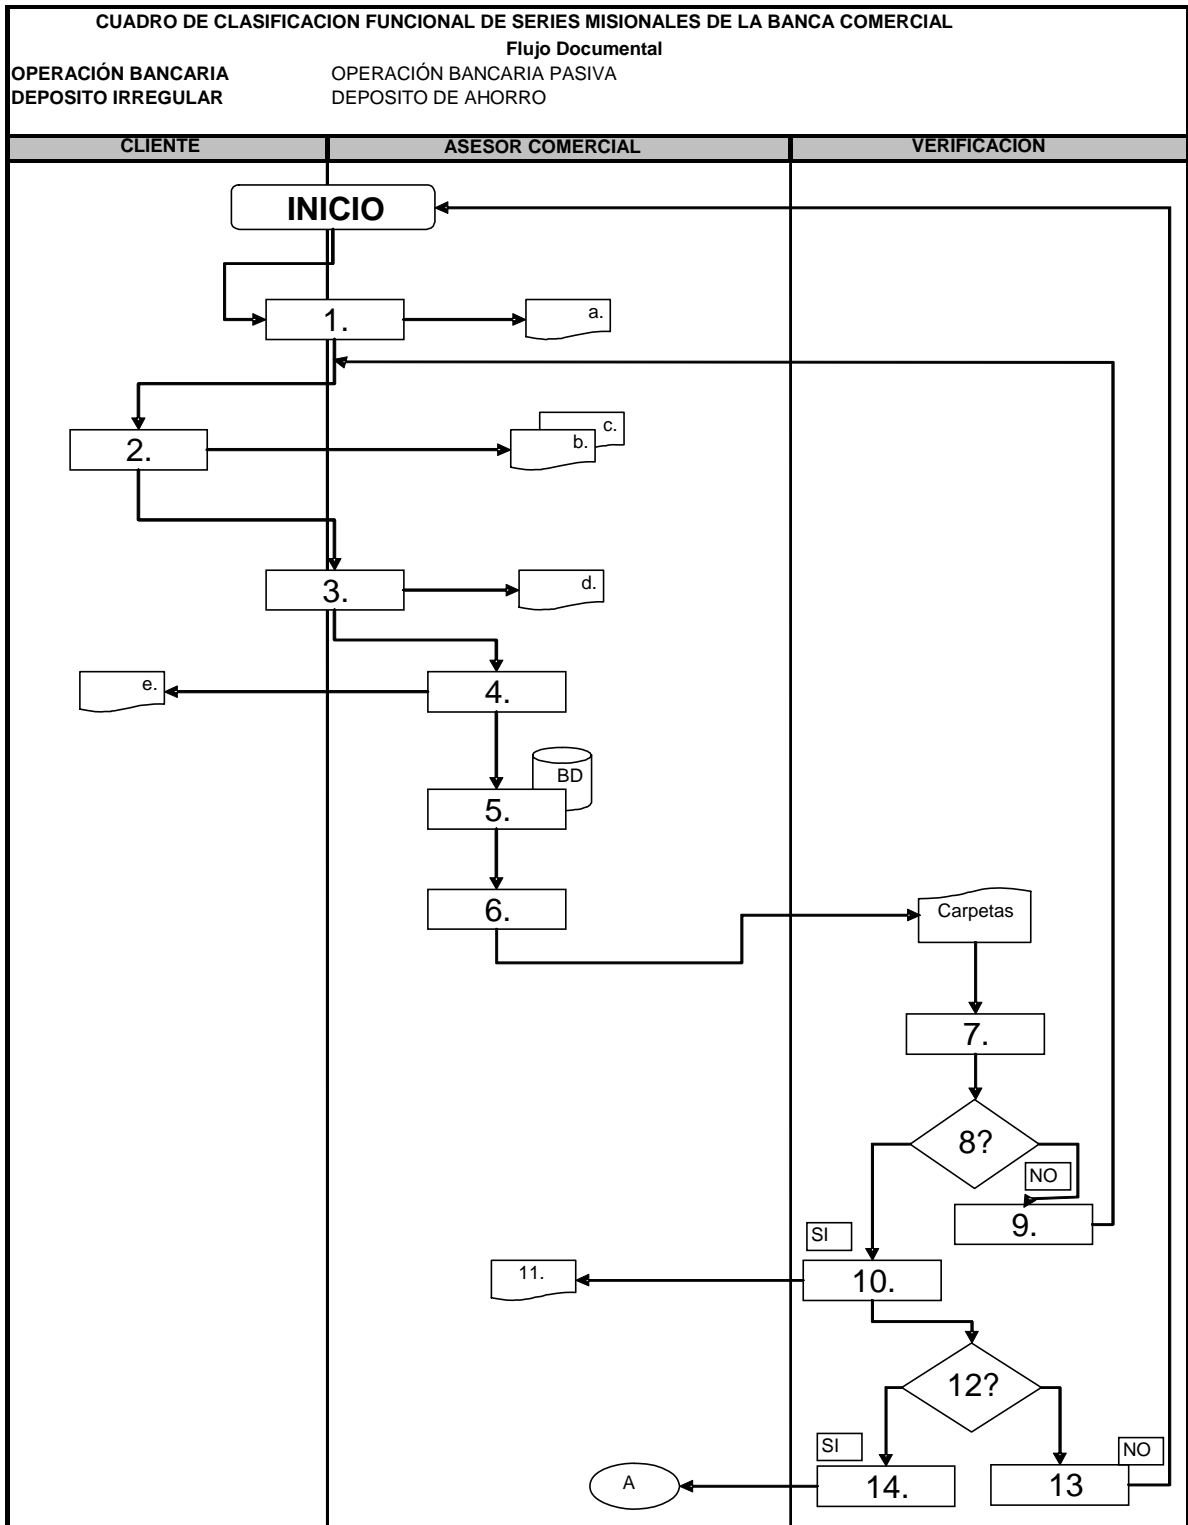 CUADRO DE CLASIFICACION FUNCIONAL DE SERIES MISIONALES DE LA BANCA COMERCIAL
Flujo Documental
OPERACIÓN BANCARIA OPERACIÓN BANCARIA PASIVA
DEPOSITO IRREGULAR DEPOSITO DE AHORRO
CLIENTE ASESOR COMERCIAL VERIFICACION
INICIO
1. a.
c.
2. b.
3. d.
e. 4.
BD
5.
6. Carpetas
7.
8?
NO
9.
SI
11. 10.
12?
SI NO
A 14. 13